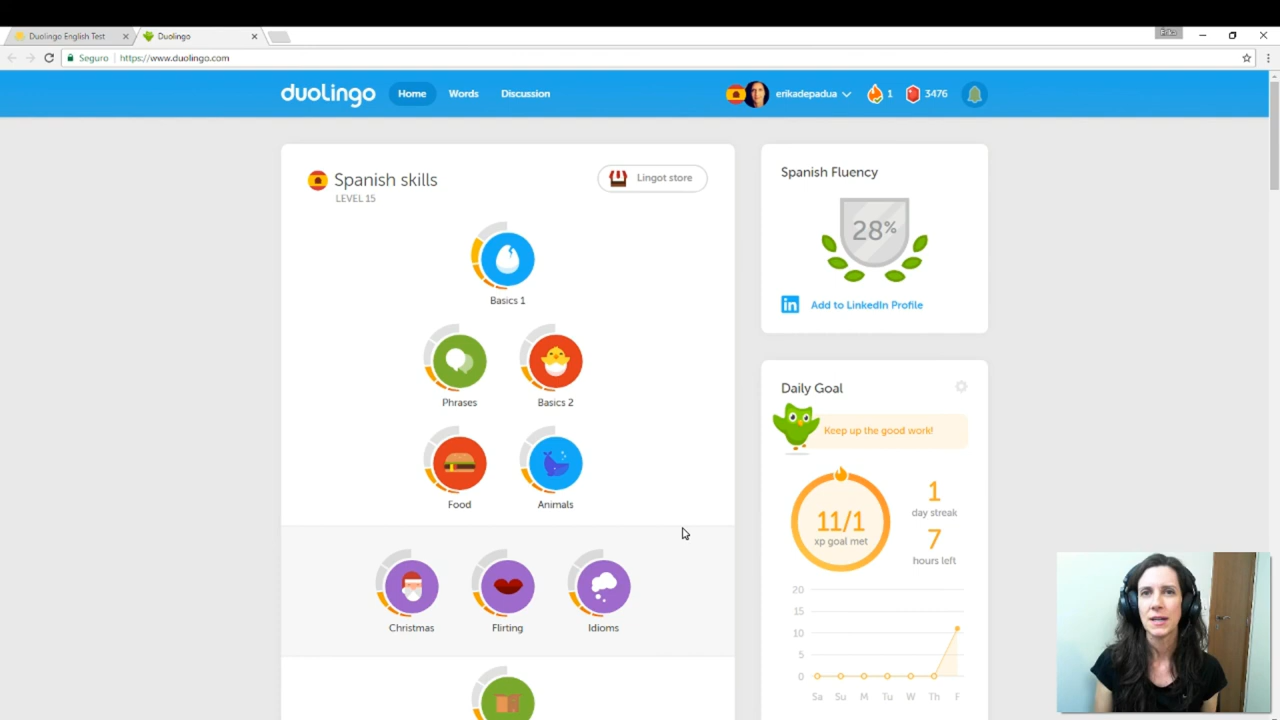 Duolingo English Test
Duolingo
Erika
Seguro
https://www.duolingo.com
duolingo
Home
Words
Discussion
erikadepadua
1
3476
Spanish skills
LEVEL 15
Lingot store
Basics 1
Phrases
Basics 2
Food
Animals
Christmas
Flirting
Idioms
Spanish Fluency
28%
in
Add to LinkedIn Profile
Daily Goal
Keep up the good work!
11/1
xp goal met
1
day streak
7
hours left
20
15
10
5
0
Sa Su M Tu W Th F